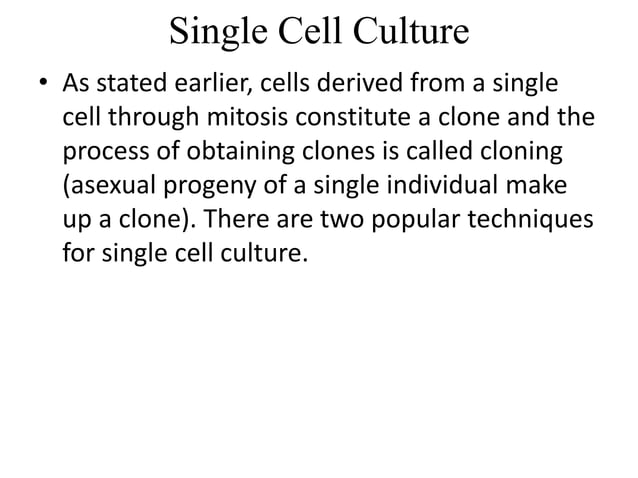 Single Cell Culture
• As stated earlier, cells derived from a single
cell through mitosis constitute a clone and the
process of obtaining clones is called cloning
(asexual progeny of a single individual make
up a clone). There are two popular techniques
for single cell culture.